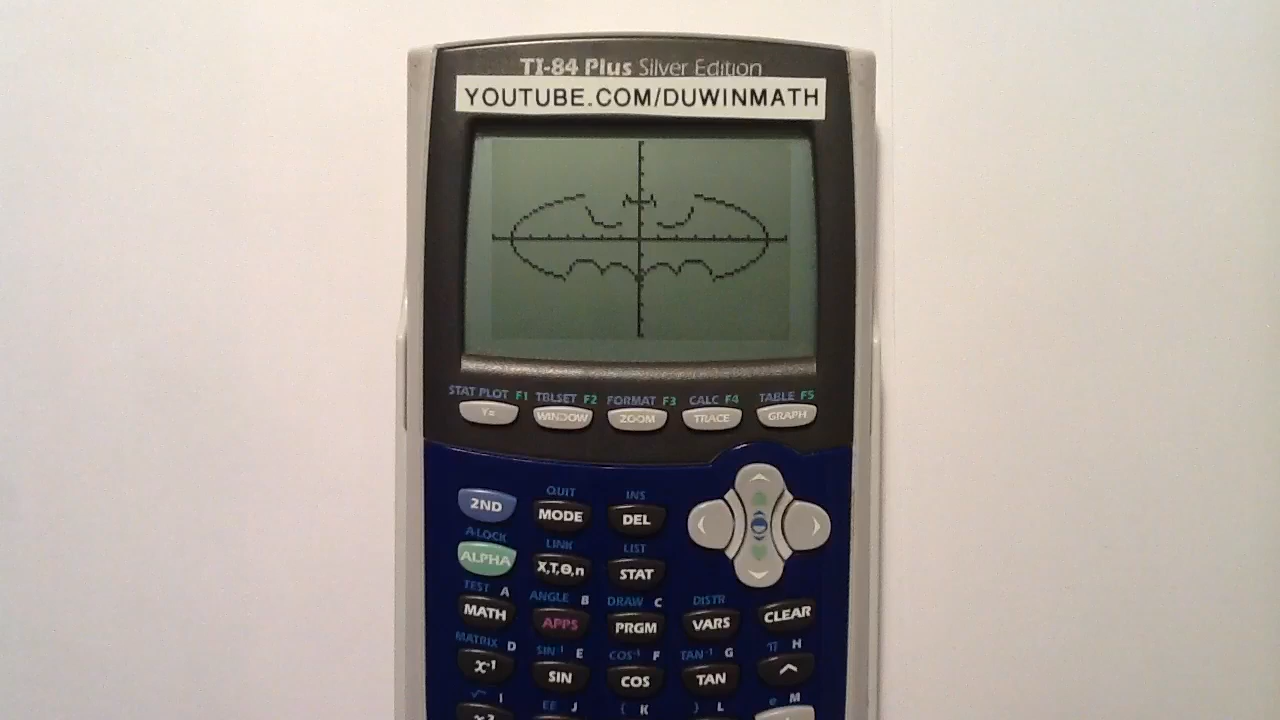 TI-84 Plus Silver Edition
YOUTUBE.COM/DUWINMATH
STAT PLOT F1 TBLSET F2 FORMAT F3 CALC F4 TABLE F5
Y= WINDOW ZOOM TRACE GRAPH
QUIT INS
2ND MODE DEL
A-LOCK LINK LIST
ALPHA X,T,Θ,n STAT
TEST A ANGLE B DRAW C DISTR
MATH APPS PRGM VARS CLEAR
MATRIX D SIN⁻¹ E COS⁻¹ F TAN⁻¹ G π H
x⁻¹ SIN COS TAN ^
√ I EE J { K } L e M
x²